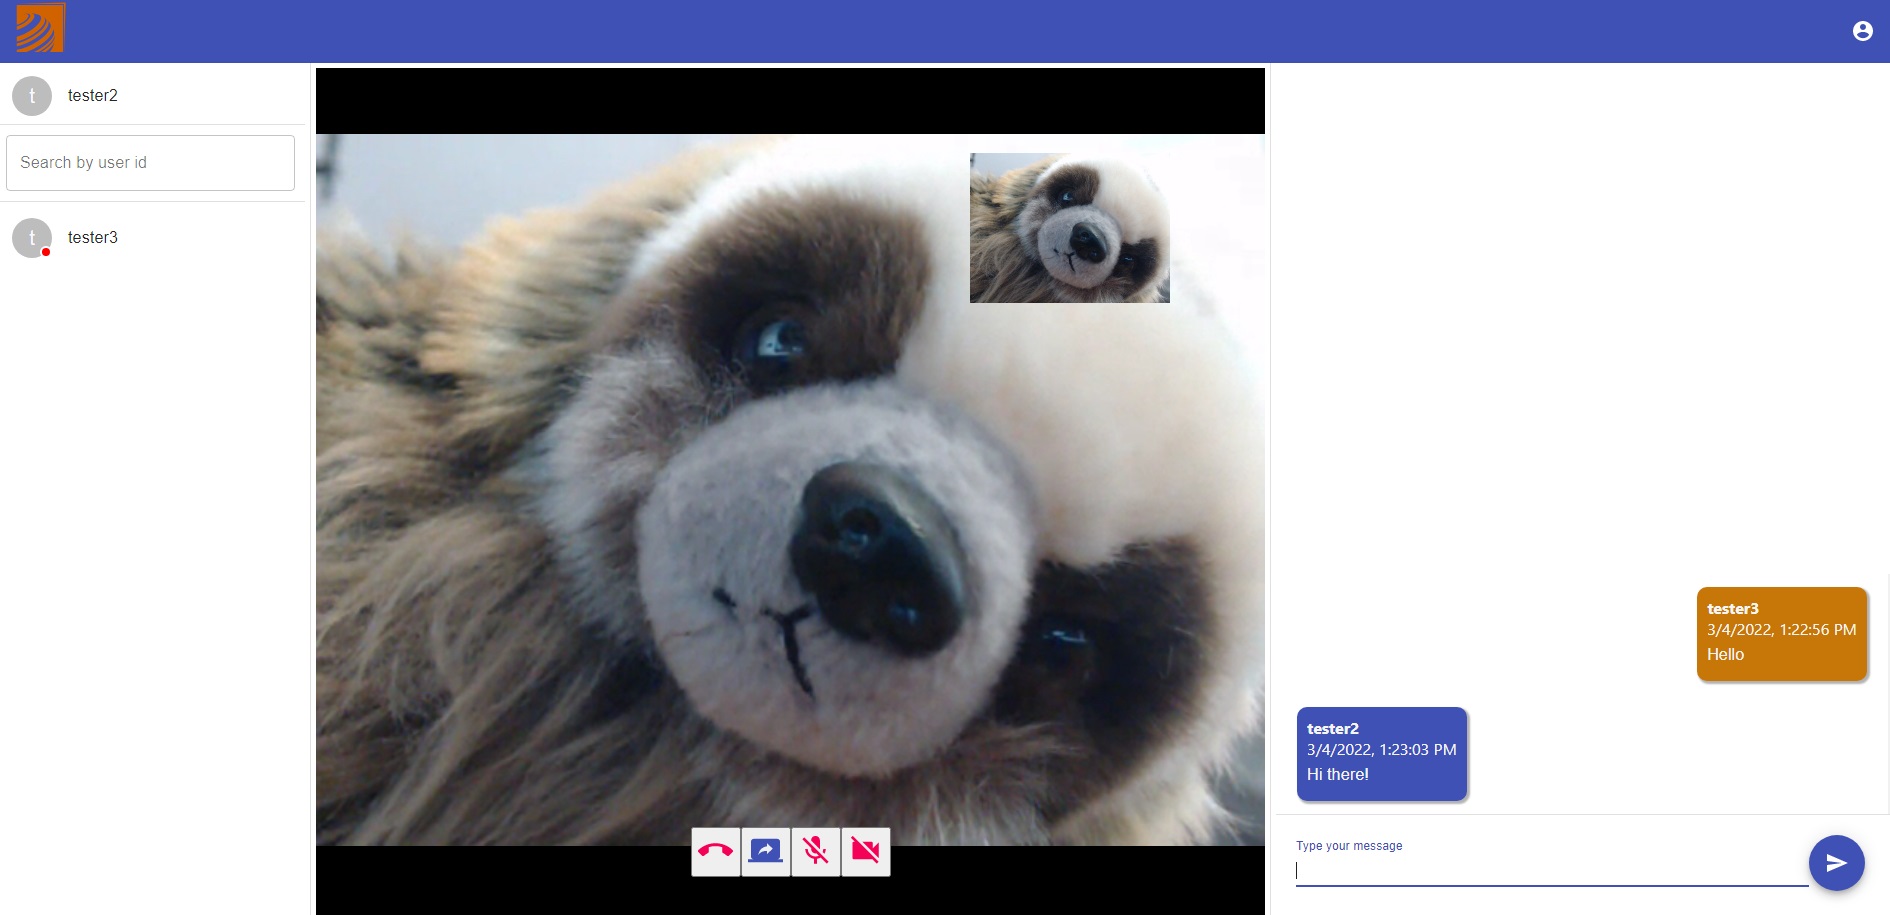 t tester2
Search by user id
t tester3
tester3
3/4/2022, 1:22:56 PM
Hello
tester2
3/4/2022, 1:23:03 PM
Hi there!
Type your message